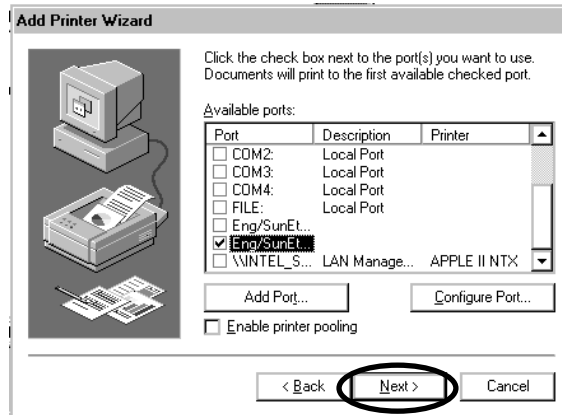 Add Printer Wizard
Click the check box next to the port(s) you want to use.
Documents will print to the first available checked port.
Available ports:
Port Description Printer
COM2: Local Port
COM3: Local Port
COM4: Local Port
FILE: Local Port
Eng/SunEt...
Eng/SunEt...
\\INTEL_S... LAN Manage... APPLE II NTX
Add Port... Configure Port...
Enable printer pooling
< Back Next > Cancel